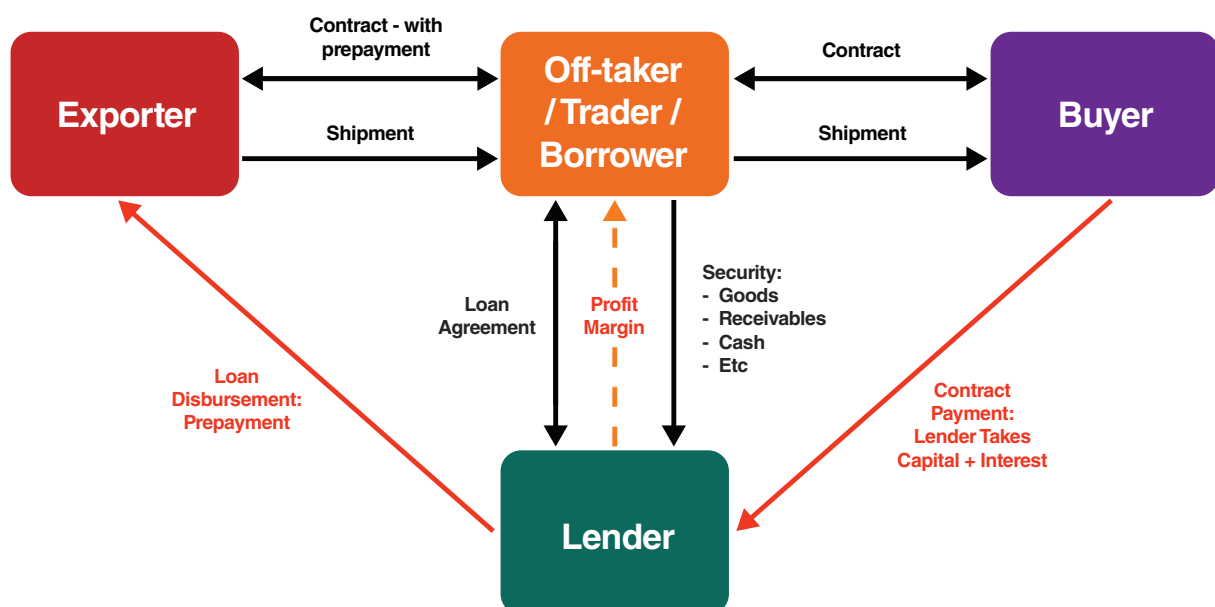 Contract - with
prepayment
Contract
Exporter
Off-taker
/ Trader /
Borrower
Buyer
Shipment
Shipment
Loan
Agreement
Profit
Margin
Security:
- Goods
- Receivables
- Cash
- Etc
Loan
Disbursement:
Prepayment
Contract
Payment:
Lender Takes
Capital + Interest
Lender